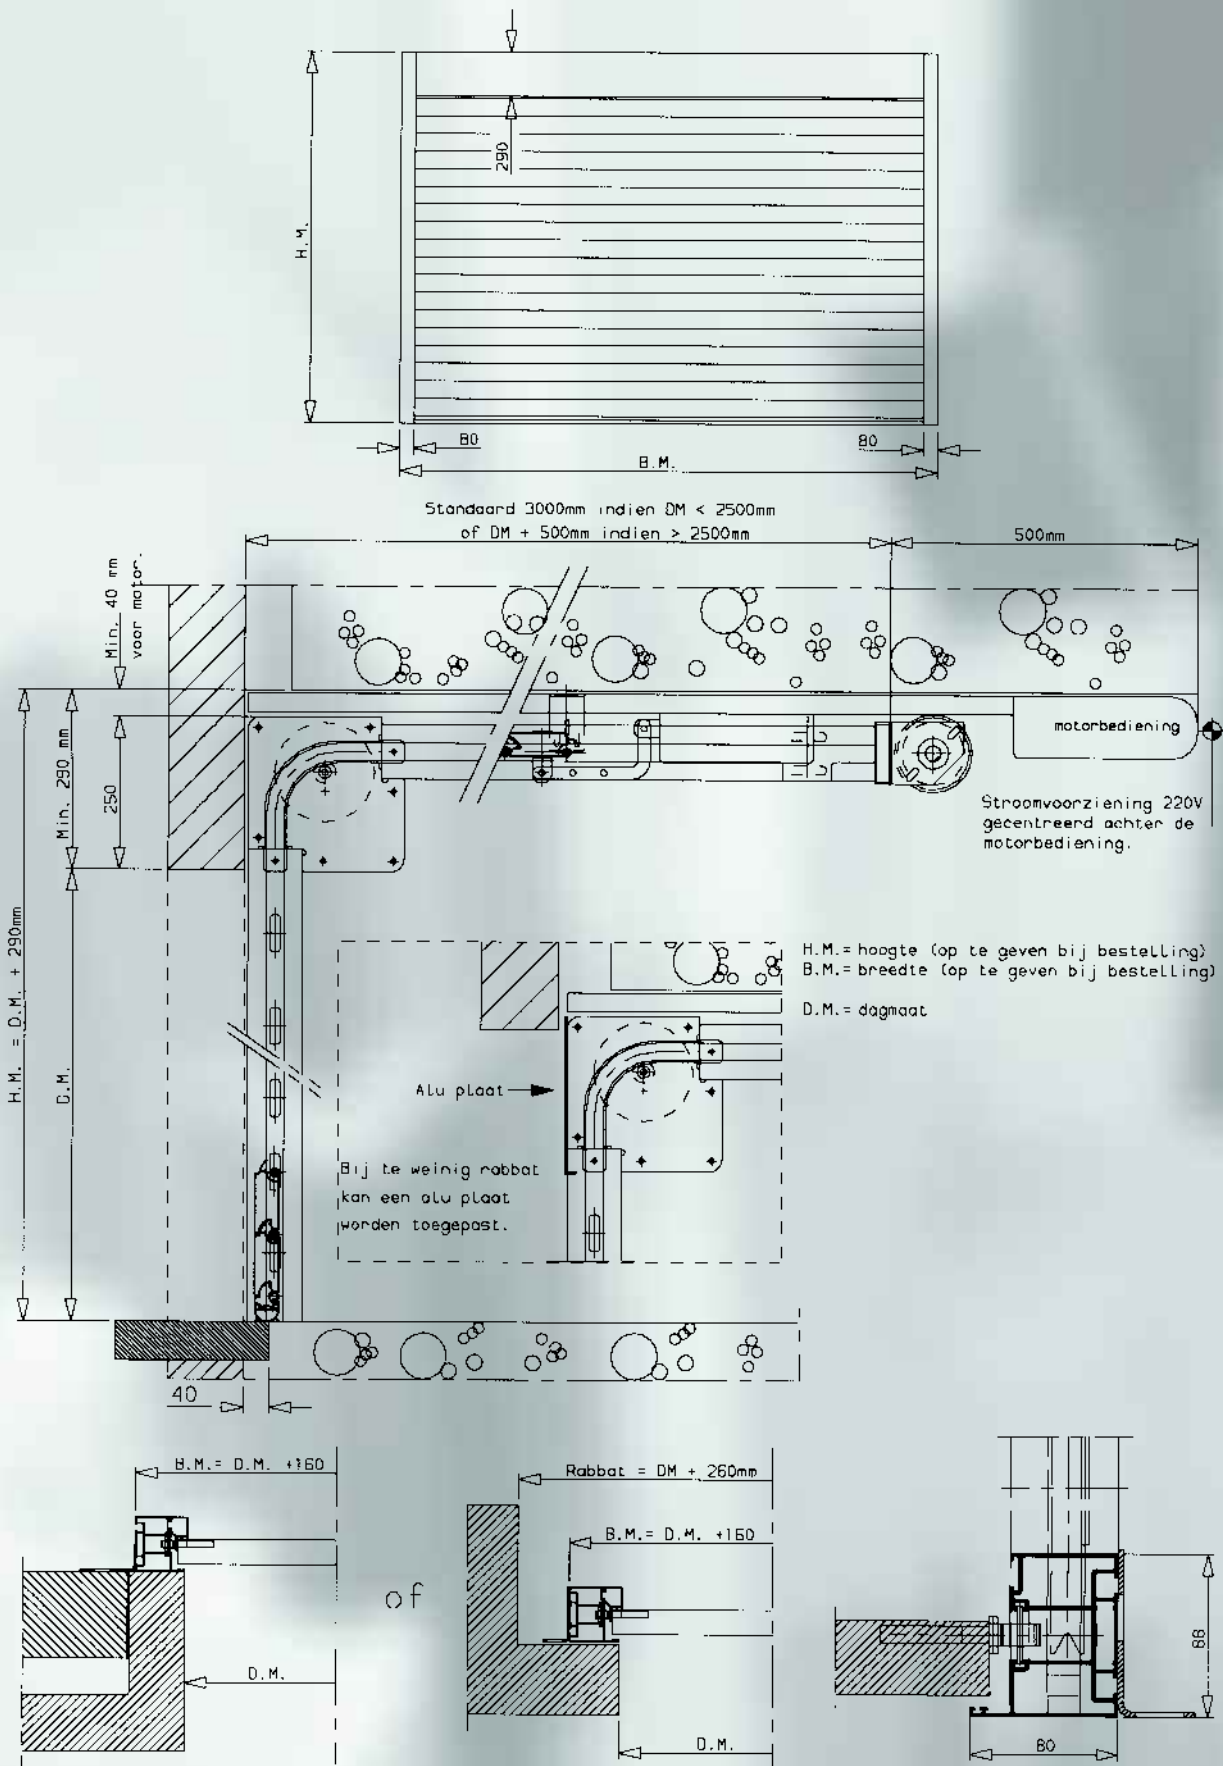 H.M.
290
80
80
B.M.
Standaard 3000mm indien DM < 2500mm
of DM + 500mm indien > 2500mm
500mm
Min. 40 mm
voor motor.
Min. 290 mm
250
H.M. = D.M. + 290mm
D.M.
motorbediening
Stroomvoorziening 220V
gecentreerd achter de
motorbediening.
H.M.= hoogte (op te geven bij bestelling)
B.M.= breedte (op te geven bij bestelling)
D.M.= dagmaat
Alu plaat
Bij te weinig rabbat
kan een alu plaat
worden toegepast.
40
B.M.= D.M. +160
D.M.
of
Rabbat = DM + 260mm
B.M.= D.M. +160
D.M.
88
80